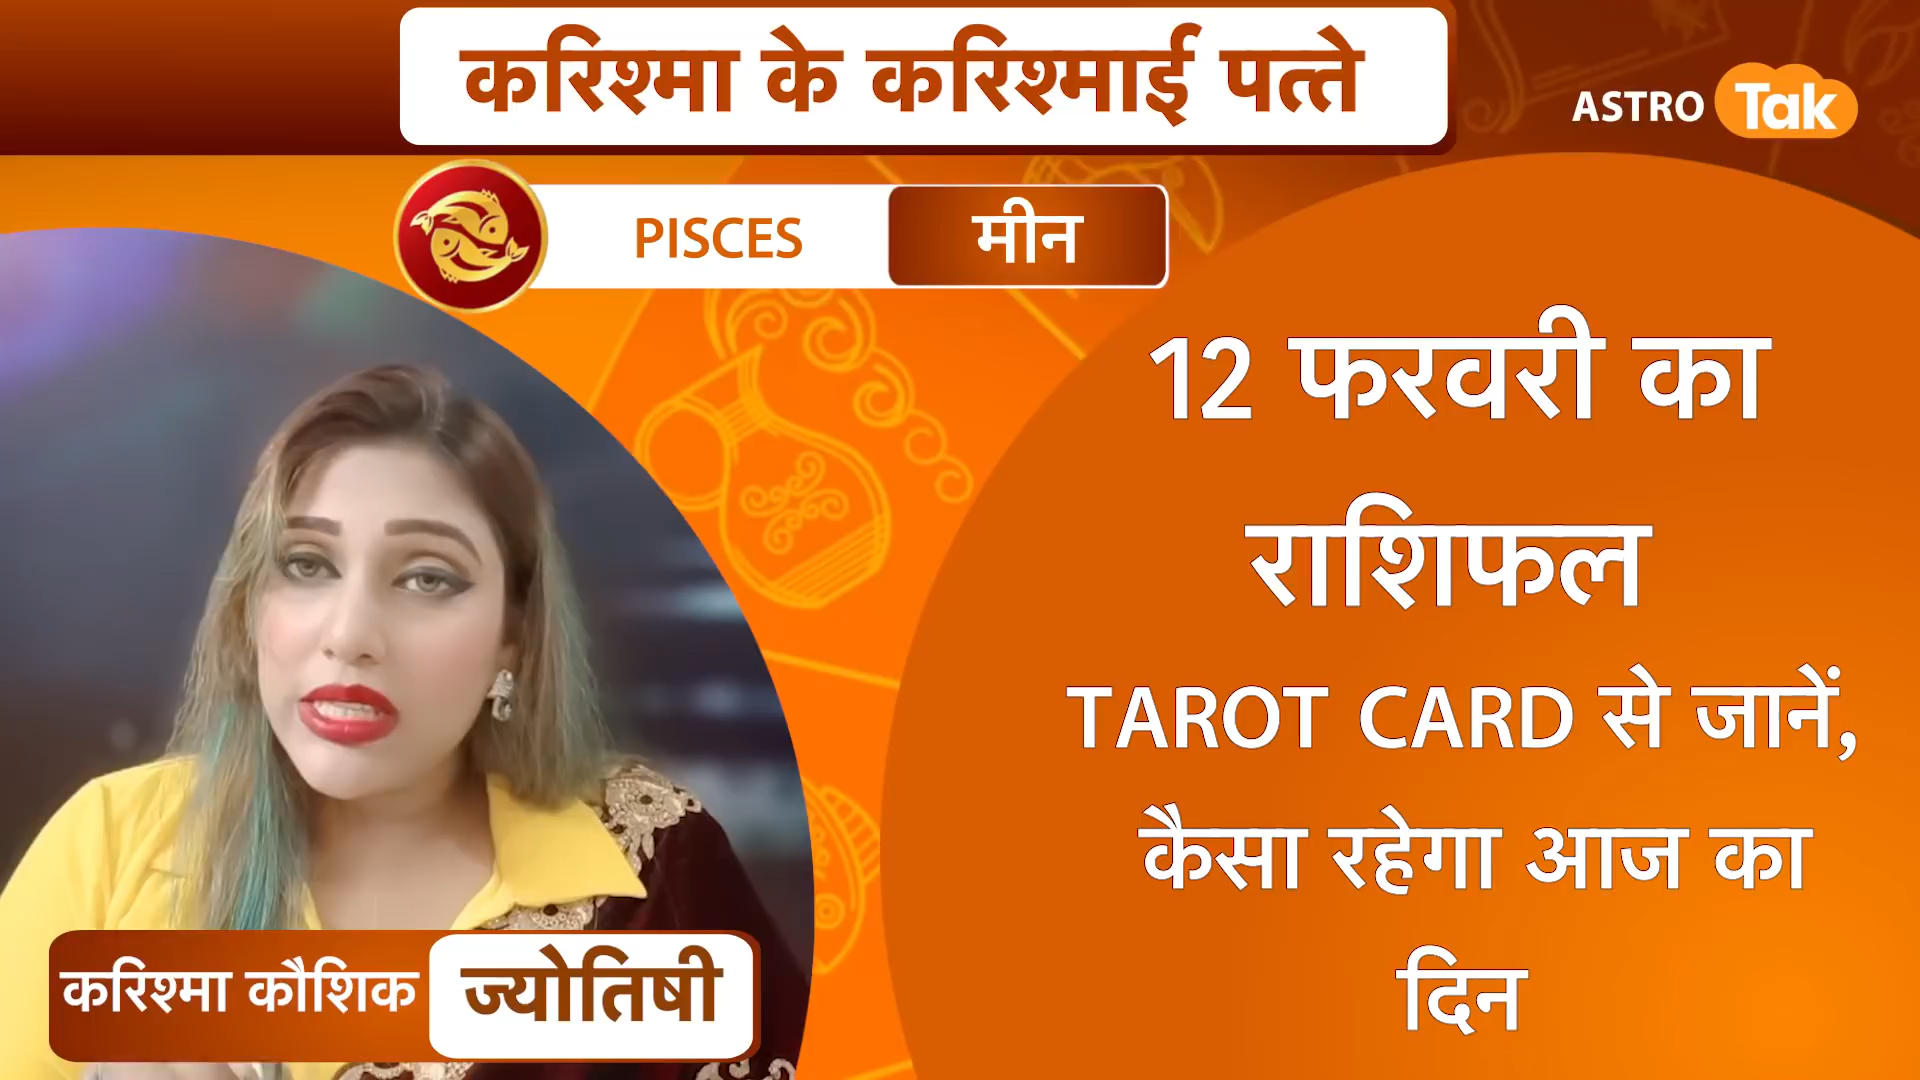 करिश्मा के करिश्माई पत्ते
ASTRO Tak
PISCES मीन
12 फरवरी का
राशिफल
TAROT CARD से जानें,
कैसा रहेगा आज का
दिन
करिश्मा कौशिक ज्योतिषी